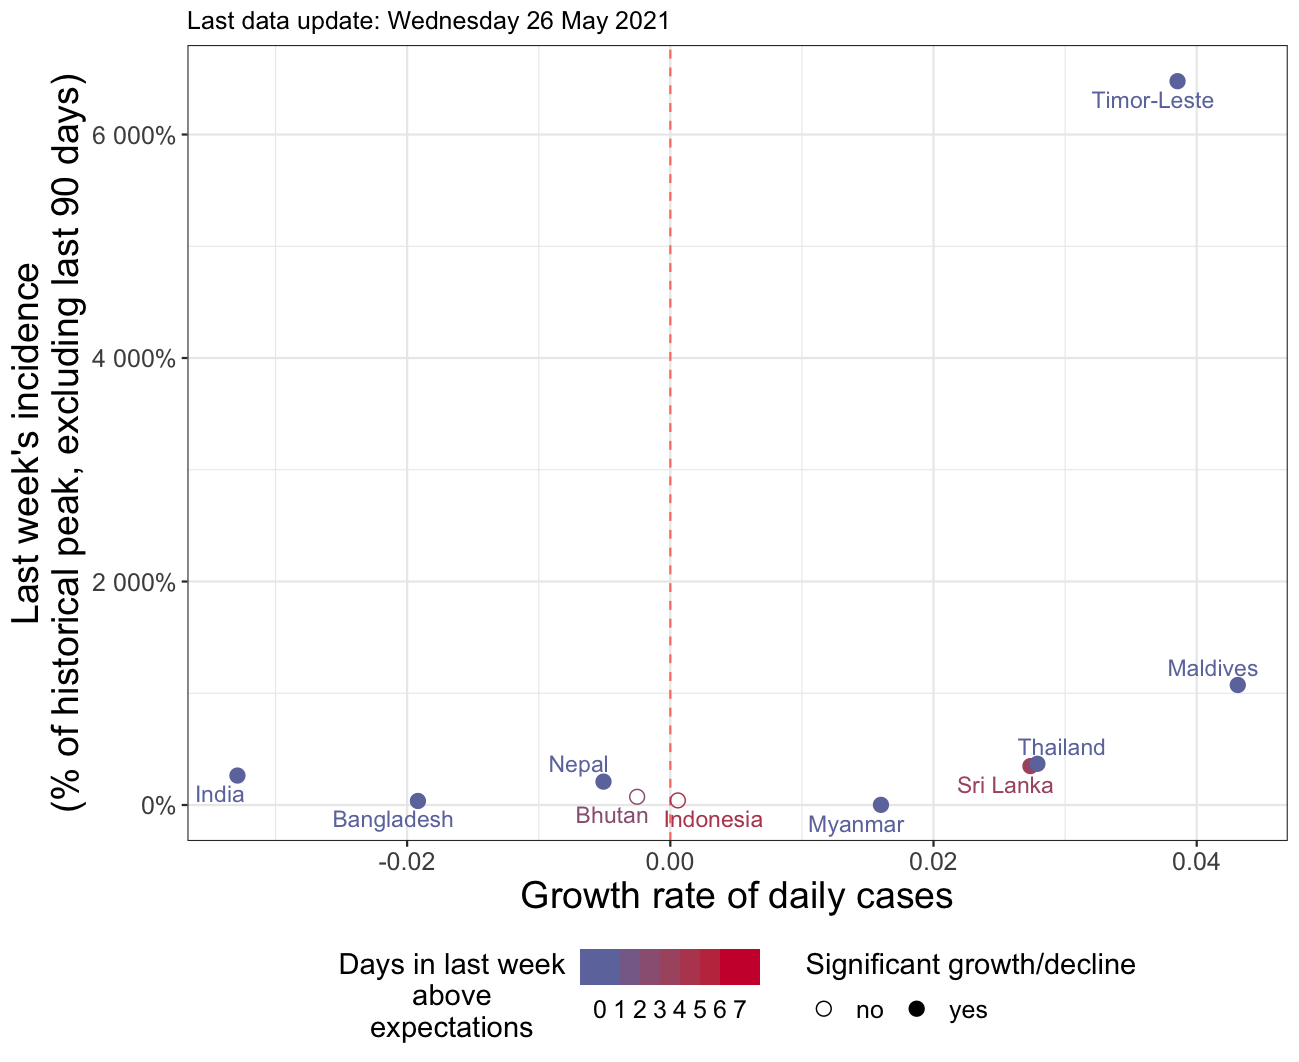 Last data update: Wednesday 26 May 2021
Last week's incidence
(% of historical peak, excluding last 90 days)
6 000%
4 000%
2 000%
0%
Timor-Leste
Maldives
Thailand
Sri Lanka
Nepal
India
Bangladesh
Bhutan
Indonesia
Myanmar
-0.02
0.00
0.02
0.04
Growth rate of daily cases
Days in last week
above
expectations
0 1 2 3 4 5 6 7
Significant growth/decline
no
yes